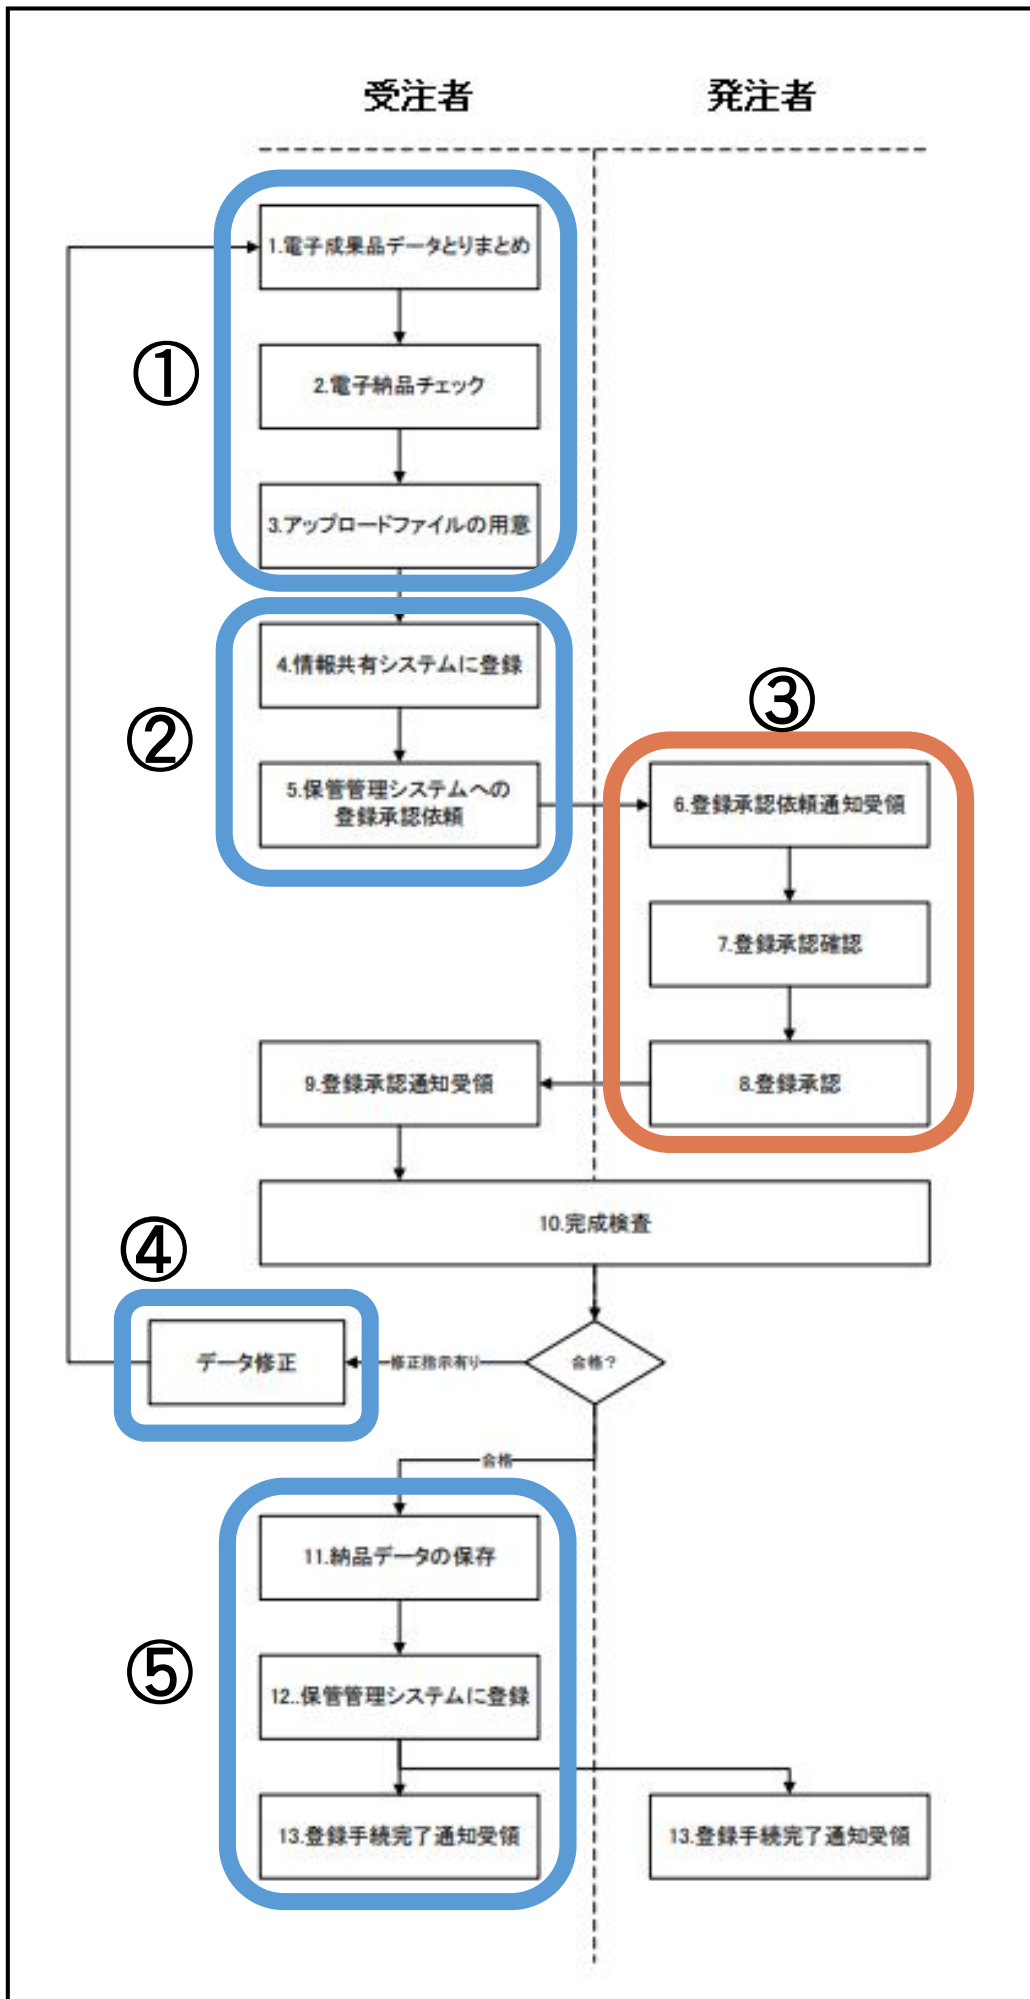 受注者
発注者
①
1.電子成果品データとりまとめ
2.電子納品チェック
3.アップロードファイルの用意
②
4.情報共有システムに登録
5.保管管理システムへの
登録承認依頼
③
6.登録承認依頼通知受領
7.登録承認確認
8.登録承認
9.登録承認通知受領
10.完成検査
④
データ修正
修正指示有り
合格？
合格
⑤
11.納品データの保存
12..保管管理システムに登録
13.登録手続完了通知受領
13.登録手続完了通知受領